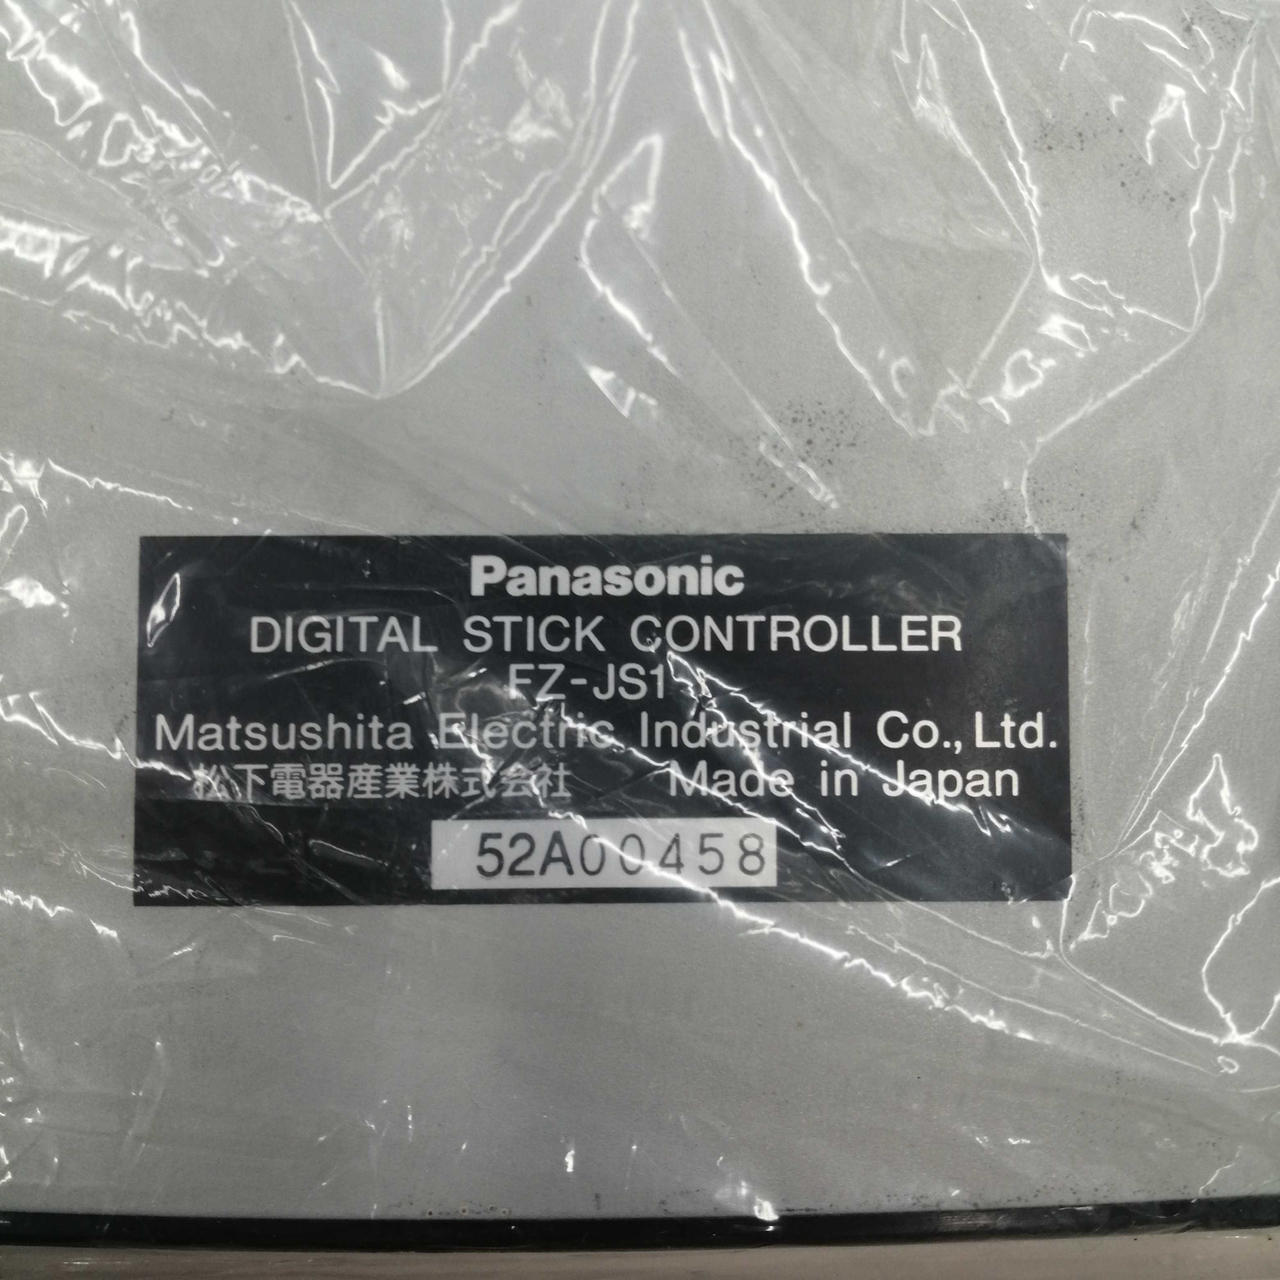 Panasonic
DIGITAL STICK CONTROLLER
FZ-JS1
Matsushita Electric Industrial Co., Ltd.
松下電器産業株式会社 Made in Japan
52A00458